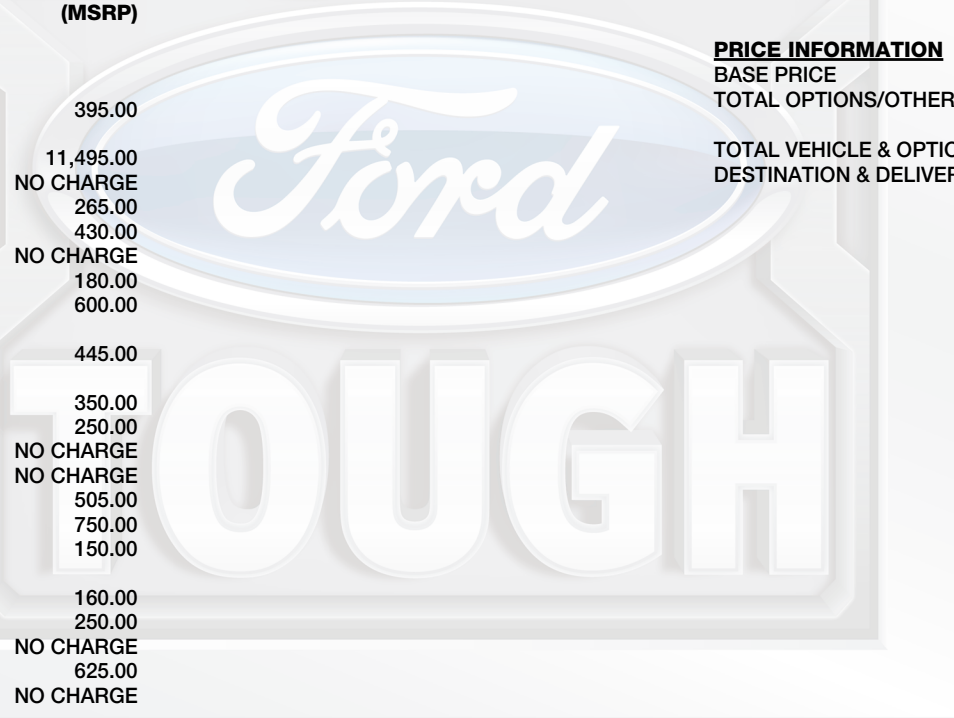 (MSRP)
395.00
11,495.00
NO CHARGE
265.00
430.00
NO CHARGE
180.00
600.00
445.00
350.00
250.00
NO CHARGE
NO CHARGE
505.00
750.00
150.00
160.00
250.00
NO CHARGE
625.00
NO CHARGE
PRICE INFORMATION
BASE PRICE
TOTAL OPTIONS/OTHER
TOTAL VEHICLE & OPTIO
DESTINATION & DELIVER
Ford
TOUGH